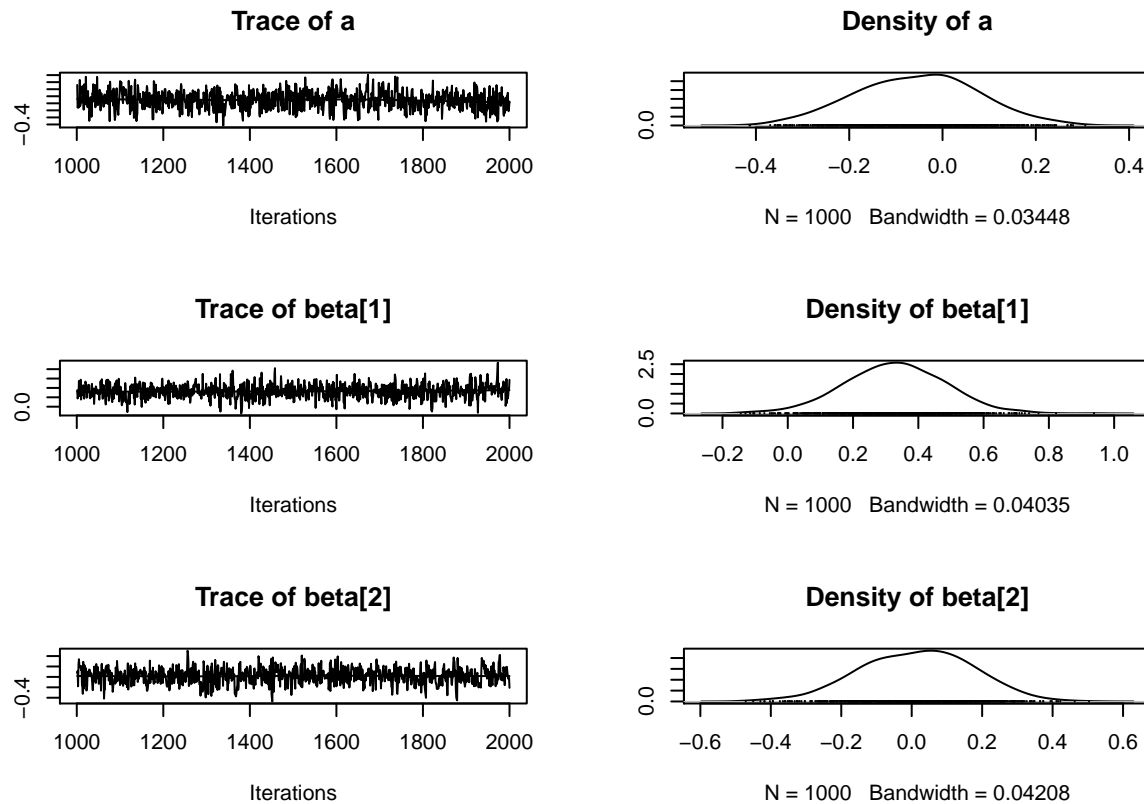 Trace of a
−0.4
1000 1200 1400 1600 1800 2000
Iterations
Density of a
0.0
−0.4 −0.2 0.0 0.2 0.4
N = 1000 Bandwidth = 0.03448
Trace of beta[1]
0.0
1000 1200 1400 1600 1800 2000
Iterations
Density of beta[1]
2.5
0.0
−0.2 0.0 0.2 0.4 0.6 0.8 1.0
N = 1000 Bandwidth = 0.04035
Trace of beta[2]
−0.4
1000 1200 1400 1600 1800 2000
Iterations
Density of beta[2]
0.0
−0.6 −0.4 −0.2 0.0 0.2 0.4 0.6
N = 1000 Bandwidth = 0.04208